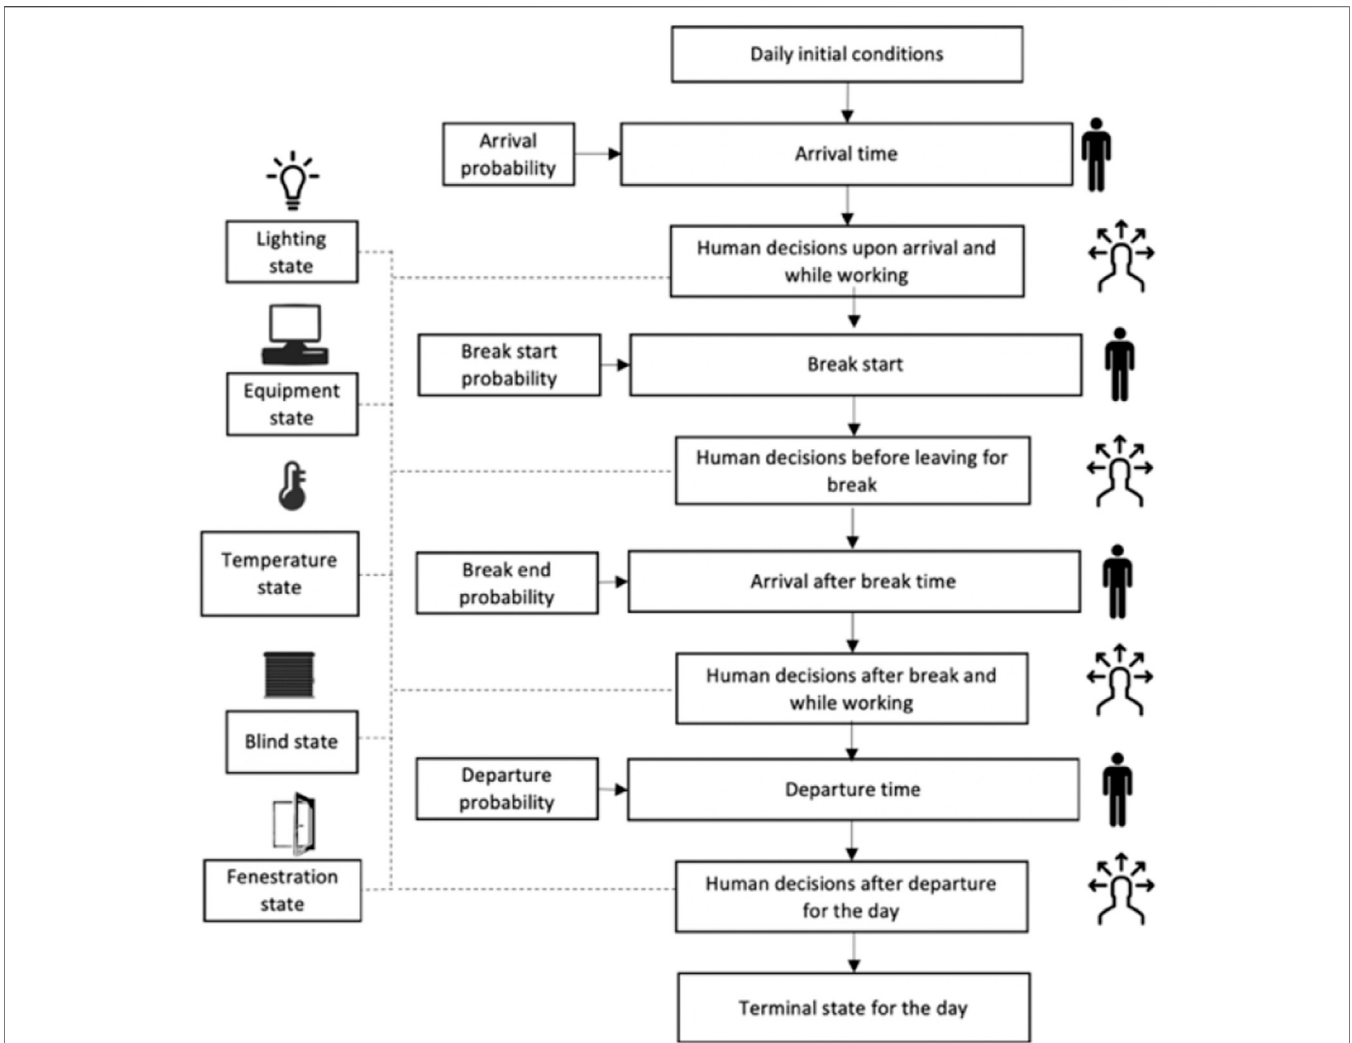 Daily initial conditions
Arrival
probability
Arrival time
Lighting
state
Human decisions upon arrival and
while working
Break start
probability
Break start
Equipment
state
Human decisions before leaving for
break
Temperature
state
Break end
probability
Arrival after break time
Human decisions after break and
while working
Blind state
Departure
probability
Departure time
Fenestration
state
Human decisions after departure
for the day
Terminal state for the day